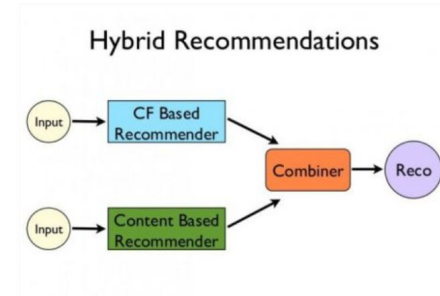 Hybrid Recommendations
Input
CF Based
Recommender
Combiner
Reco
Input
Content Based
Recommender